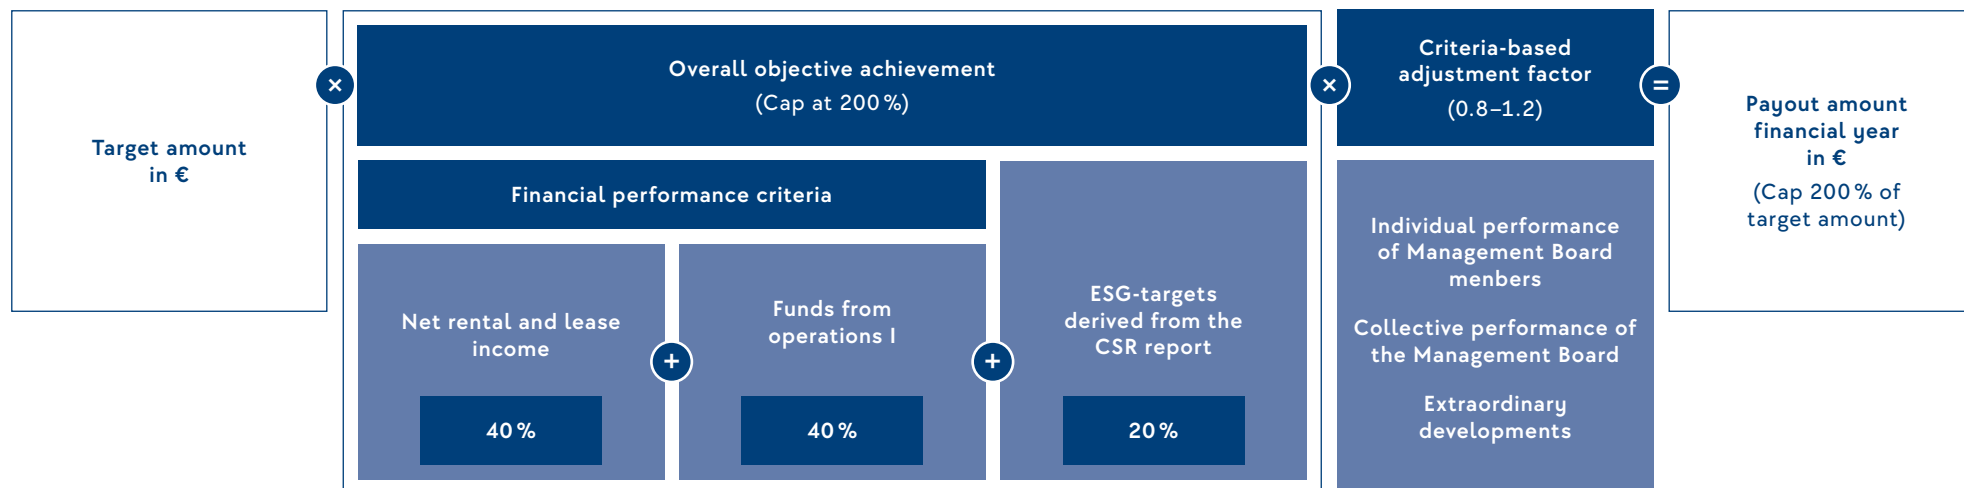 Target amount
in €
×
Overall objective achievement
(Cap at 200 %)
Financial performance criteria
Net rental and lease
income
40 %
+
Funds from
operations I
40 %
+
ESG-targets
derived from the
CSR report
20 %
×
Criteria-based
adjustment factor
(0.8–1.2)
Individual performance
of Management Board
menbers
Collective performance of
the Management Board
Extraordinary
developments
=
Payout amount
financial year
in €
(Cap 200 % of
target amount)